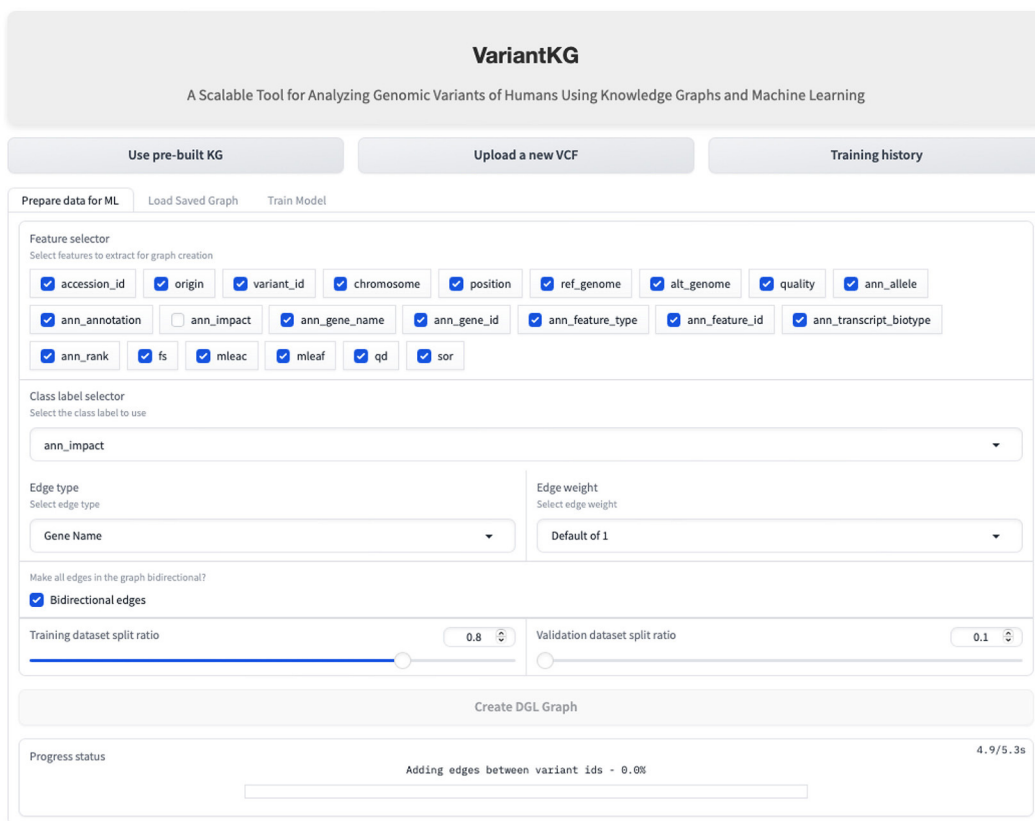 VariantKG
A Scalable Tool for Analyzing Genomic Variants of Humans Using Knowledge Graphs and Machine Learning
Use pre-built KG Upload a new VCF Training history
Prepare data for ML Load Saved Graph Train Model
Feature selector
Select features to extract for graph creation
accession_id origin variant_id chromosome position ref_genome alt_genome quality ann_allele
ann_annotation ann_impact ann_gene_name ann_gene_id ann_feature_type ann_feature_id ann_transcript_biotype
ann_rank fs mleac mleaf qd sor
Class label selector
Select the class label to use
ann_impact
Edge type Edge weight
Select edge type Select edge weight
Gene Name Default of 1
Make all edges in the graph bidirectional?
Bidirectional edges
Training dataset split ratio 0.8 Validation dataset split ratio 0.1
Create DGL Graph
Progress status 4.9/5.3s
Adding edges between variant ids - 0.0%